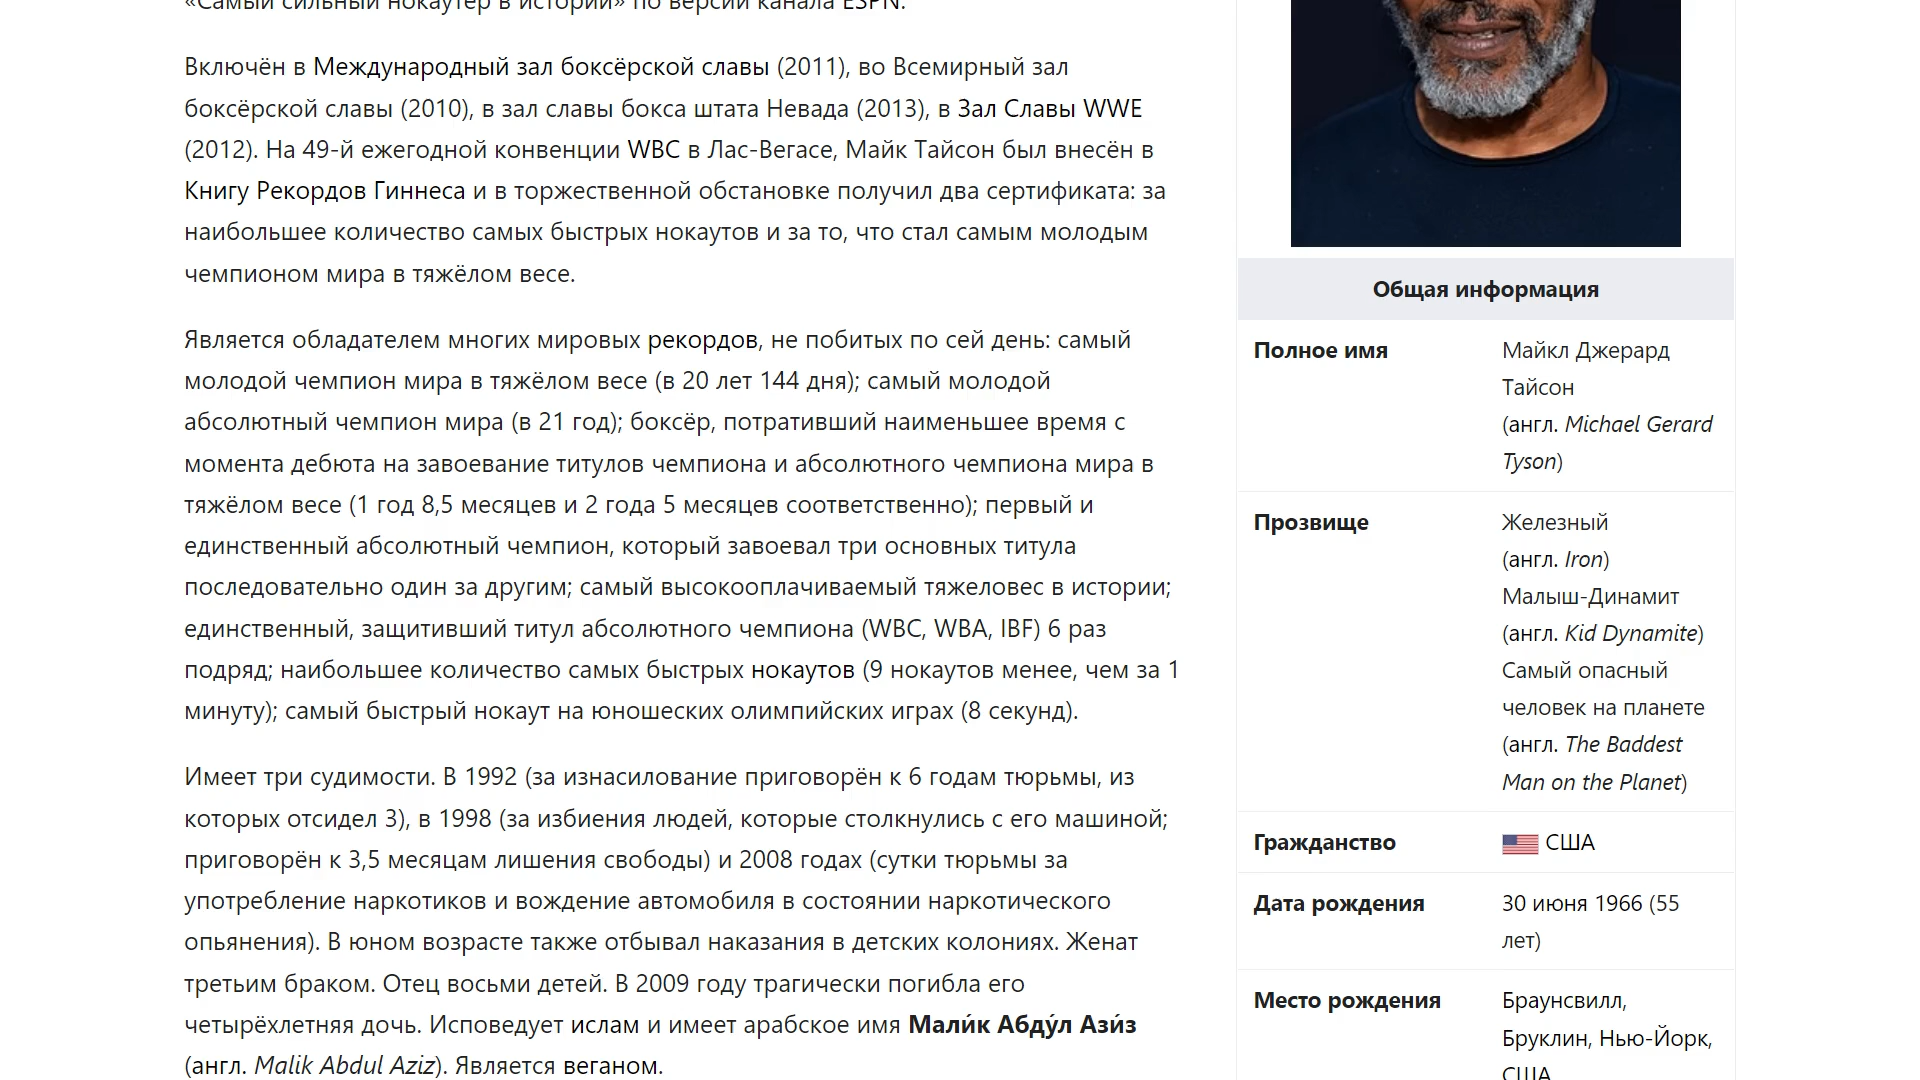 «Самый сильный нокаутёр в истории» по версии канала ESPN.
Включён в Международный зал боксёрской славы (2011), во Всемирный зал
боксёрской славы (2010), в зал славы бокса штата Невада (2013), в Зал Славы WWE
(2012). На 49-й ежегодной конвенции WBC в Лас-Вегасе, Майк Тайсон был внесён в
Книгу Рекордов Гиннеса и в торжественной обстановке получил два сертификата: за
наибольшее количество самых быстрых нокаутов и за то, что стал самым молодым
чемпионом мира в тяжёлом весе.
Является обладателем многих мировых рекордов, не побитых по сей день: самый
молодой чемпион мира в тяжёлом весе (в 20 лет 144 дня); самый молодой
абсолютный чемпион мира (в 21 год); боксёр, потративший наименьшее время с
момента дебюта на завоевание титулов чемпиона и абсолютного чемпиона мира в
тяжёлом весе (1 год 8,5 месяцев и 2 года 5 месяцев соответственно); первый и
единственный абсолютный чемпион, который завоевал три основных титула
последовательно один за другим; самый высокооплачиваемый тяжеловес в истории;
единственный, защитивший титул абсолютного чемпиона (WBC, WBA, IBF) 6 раз
подряд; наибольшее количество самых быстрых нокаутов (9 нокаутов менее, чем за 1
минуту); самый быстрый нокаут на юношеских олимпийских играх (8 секунд).
Имеет три судимости. В 1992 (за изнасилование приговорён к 6 годам тюрьмы, из
которых отсидел 3), в 1998 (за избиения людей, которые столкнулись с его машиной;
приговорён к 3,5 месяцам лишения свободы) и 2008 годах (сутки тюрьмы за
употребление наркотиков и вождение автомобиля в состоянии наркотического
опьянения). В юном возрасте также отбывал наказания в детских колониях. Женат
третьим браком. Отец восьми детей. В 2009 году трагически погибла его
четырёхлетняя дочь. Исповедует ислам и имеет арабское имя Мали́к Абду́л Ази́з
(англ. Malik Abdul Aziz). Является веганом.
Общая информация
Полное имя
Майкл Джерард
Тайсон
(англ. Michael Gerard
Tyson)
Прозвище
Железный
(англ. Iron)
Малыш-Динамит
(англ. Kid Dynamite)
Самый опасный
человек на планете
(англ. The Baddest
Man on the Planet)
Гражданство
США
Дата рождения
30 июня 1966 (55
лет)
Место рождения
Браунсвилл,
Бруклин, Нью-Йорк,
США